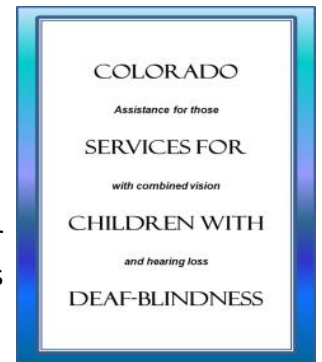 COLORADO
Assistance for those
SERVICES FOR
with combined vision
CHILDREN WITH
and hearing loss
DEAF-BLINDNESS